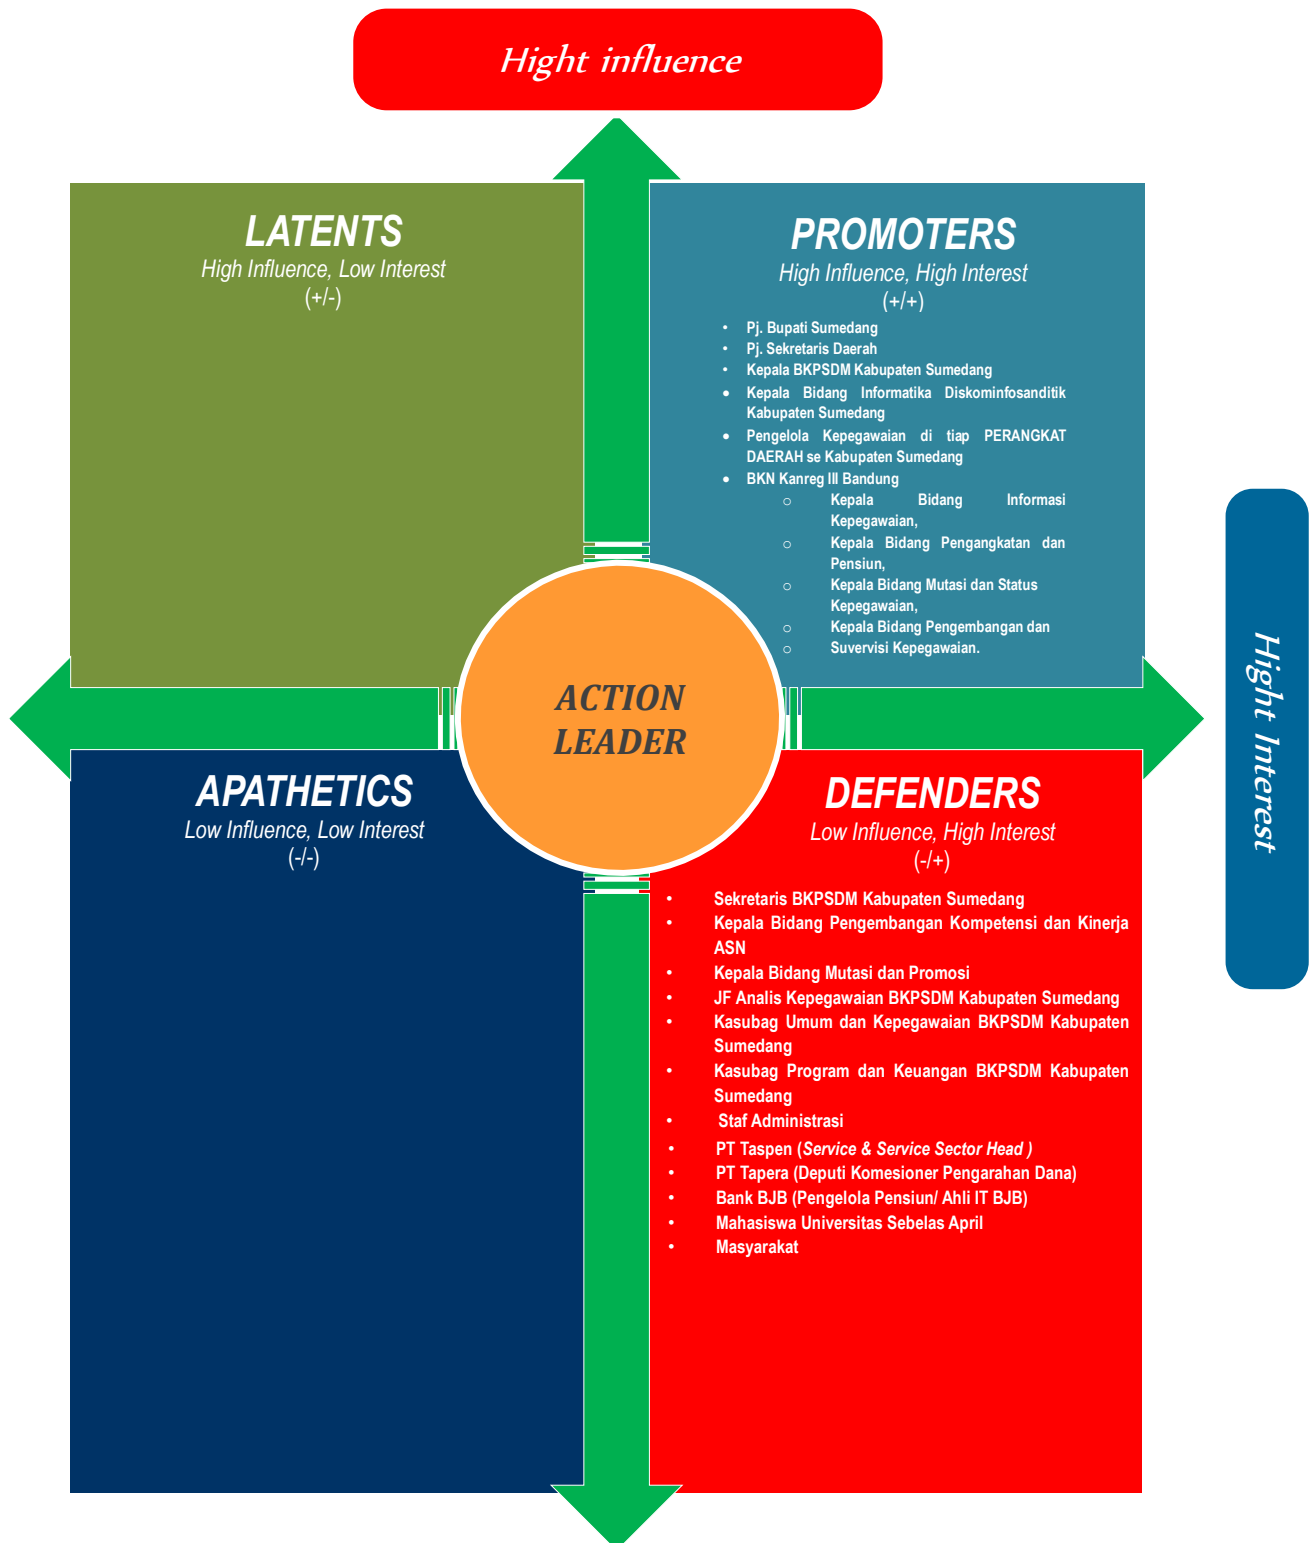 Hight influence
LATENTS
High Influence, Low Interest
(+/-)
PROMOTERS
High Influence, High Interest
(+/+)
• Pj. Bupati Sumedang
• Pj. Sekretaris Daerah
• Kepala BKPSDM Kabupaten Sumedang
• Kepala Bidang Informatika Diskominfosanditik
Kabupaten Sumedang
• Pengelola Kepegawaian di tiap PERANGKAT
DAERAH se Kabupaten Sumedang
• BKN Kanreg III Bandung
○ Kepala Bidang Informasi
Kepegawaian,
○ Kepala Bidang Pengangkatan dan
Pensiun,
○ Kepala Bidang Mutasi dan Status
Kepegawaian,
○ Kepala Bidang Pengembangan dan
○ Suvervisi Kepegawaian.
Hight Interest
ACTION
LEADER
APATHETICS
Low Influence, Low Interest
(-/-)
DEFENDERS
Low Influence, High Interest
(-/+)
• Sekretaris BKPSDM Kabupaten Sumedang
• Kepala Bidang Pengembangan Kompetensi dan Kinerja
ASN
• Kepala Bidang Mutasi dan Promosi
• JF Analis Kepegawaian BKPSDM Kabupaten Sumedang
• Kasubag Umum dan Kepegawaian BKPSDM Kabupaten
Sumedang
• Kasubag Program dan Keuangan BKPSDM Kabupaten
Sumedang
• Staf Administrasi
• PT Taspen (Service & Service Sector Head )
• PT Tapera (Deputi Komesioner Pengarahan Dana)
• Bank BJB (Pengelola Pensiun/ Ahli IT BJB)
• Mahasiswa Universitas Sebelas April
• Masyarakat